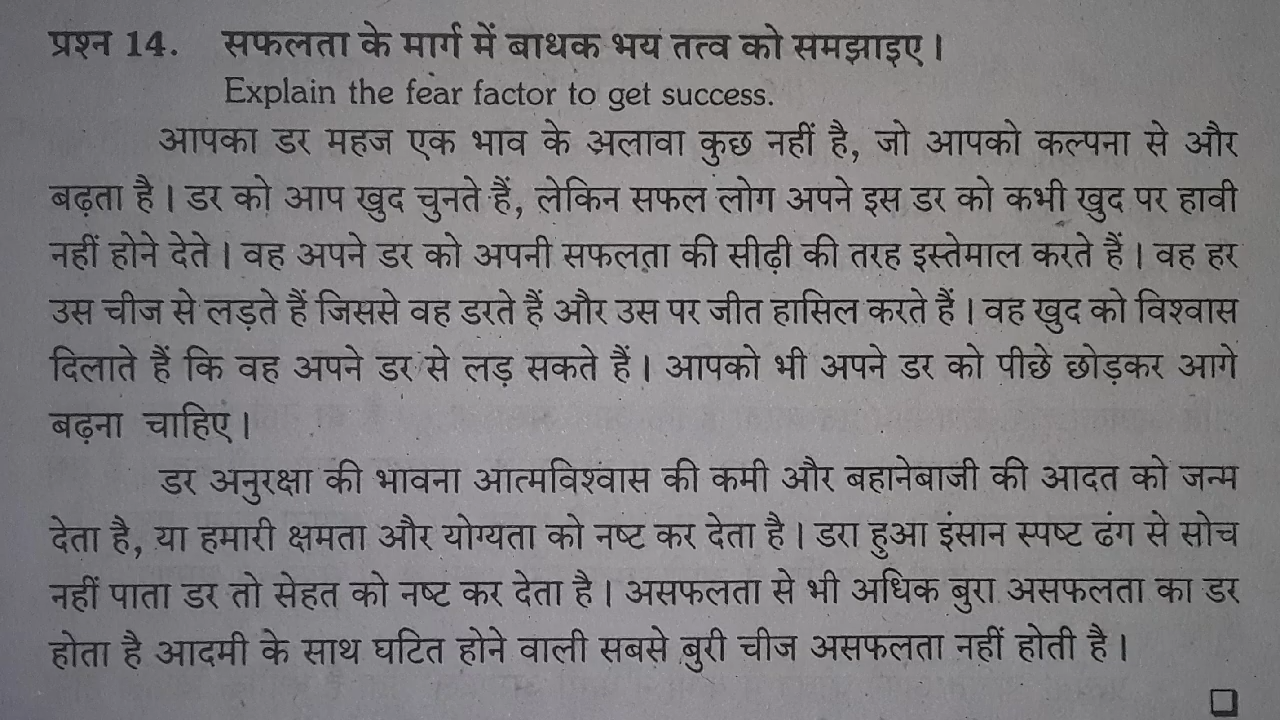 प्रश्न 14. सफलता के मार्ग में बाधक भय तत्व को समझाइए।
Explain the fear factor to get success.
आपका डर महज एक भाव के अलावा कुछ नहीं है, जो आपको कल्पना से और
बढ़ता है। डर को आप खुद चुनते हैं, लेकिन सफल लोग अपने इस डर को कभी खुद पर हावी
नहीं होने देते। वह अपने डर को अपनी सफलता की सीढ़ी की तरह इस्तेमाल करते हैं। वह हर
उस चीज से लड़ते हैं जिससे वह डरते हैं और उस पर जीत हासिल करते हैं। वह खुद को विश्वास
दिलाते हैं कि वह अपने डर से लड़ सकते हैं। आपको भी अपने डर को पीछे छोड़कर आगे
बढ़ना चाहिए।
डर अनुरक्षा की भावना आत्मविश्वास की कमी और बहानेबाजी की आदत को जन्म
देता है, या हमारी क्षमता और योग्यता को नष्ट कर देता है। डरा हुआ इंसान स्पष्ट ढंग से सोच
नहीं पाता डर तो सेहत को नष्ट कर देता है। असफलता से भी अधिक बुरा असफलता का डर
होता है आदमी के साथ घटित होने वाली सबसे बुरी चीज असफलता नहीं होती है।